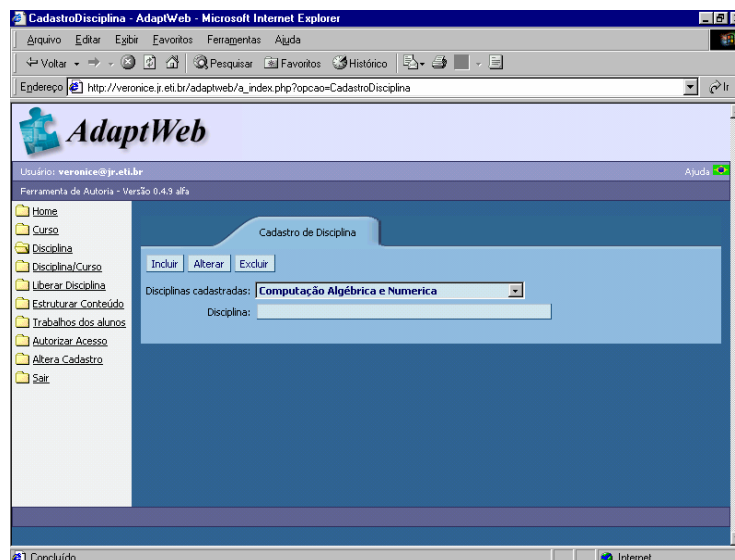 CadastroDisciplina - AdaptWeb - Microsoft Internet Explorer
Arquivo Editar Exibir Favoritos Ferramentas Ajuda
Voltar Pesquisar Favoritos Histórico
Endereço http://veronice.jr.eti.br/adaptweb/a_index.php?opcao=CadastroDisciplina Ir
AdaptWeb
Usuário: veronice@jr.eti.br Ajuda
Ferramenta de Autoria - Versão 0.4.9 alfa
Home
Curso
Disciplina
Disciplina/Curso
Liberar Disciplina
Estruturar Conteúdo
Trabalhos dos alunos
Autorizar Acesso
Altera Cadastro
Sair
Cadastro de Disciplina
Incluir Alterar Excluir
Disciplinas cadastradas: Computação Algébrica e Numerica
Disciplina:
Concluído Internet